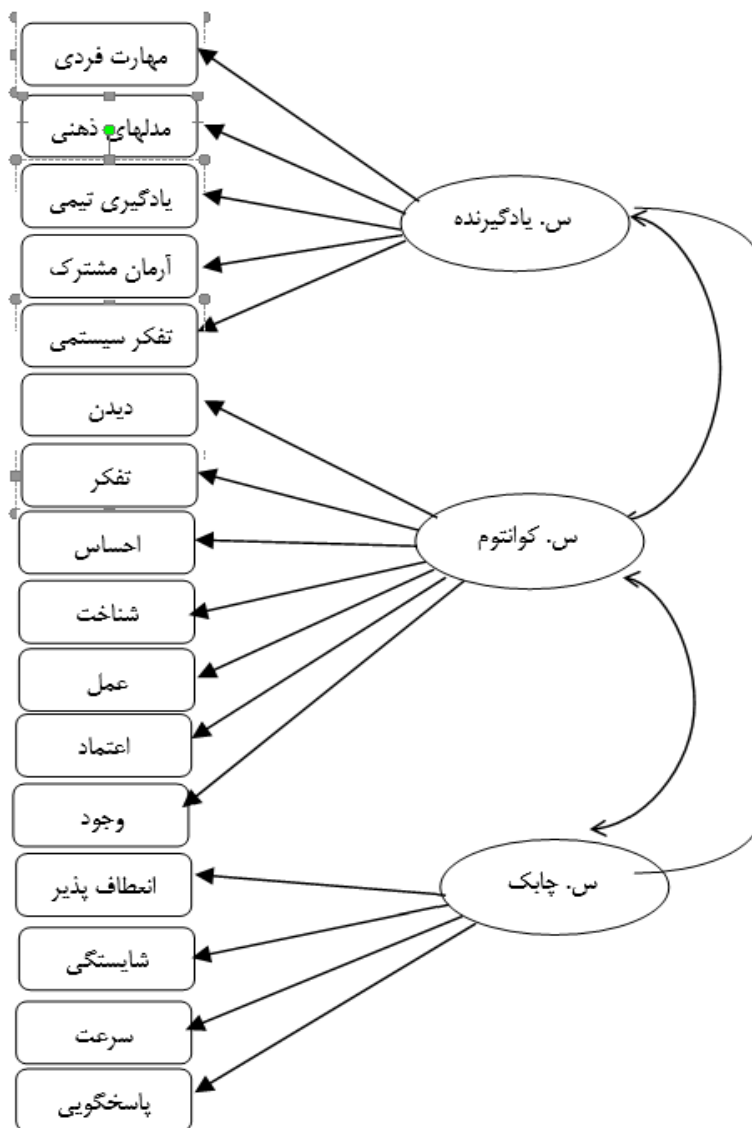 مهارت فردی
مدلهای ذهنی
یادگیری تیمی
آرمان مشترک
تفکر سیستمی
س. یادگیرنده
دیدن
تفکر
احساس
شناخت
عمل
اعتماد
وجود
س. کوانتوم
انعطاف پذیر
شایستگی
سرعت
پاسخگویی
س. چابک